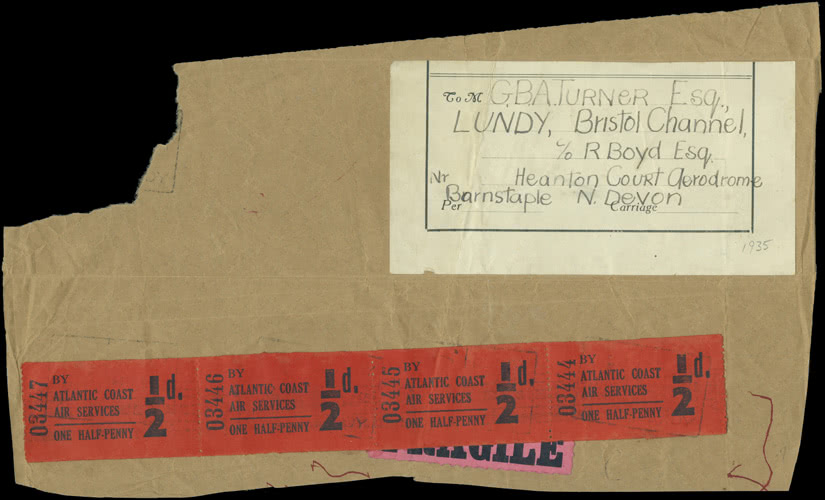 To M G.B.A. TURNER Esq.,
LUNDY, Bristol Channel,
c/o R Boyd Esq.
Nr Heanton Court Aerodrome
Barnstaple N. Devon
Per Carriage
1935
03447
BY
ATLANTIC COAST
AIR SERVICES
ONE HALF-PENNY
1/2d.
03446
BY
ATLANTIC COAST
AIR SERVICES
ONE HALF-PENNY
1/2d.
03445
BY
ATLANTIC COAST
AIR SERVICES
ONE HALF-PENNY
1/2d.
03444
BY
ATLANTIC COAST
AIR SERVICES
ONE HALF-PENNY
1/2d.
FRAGILE